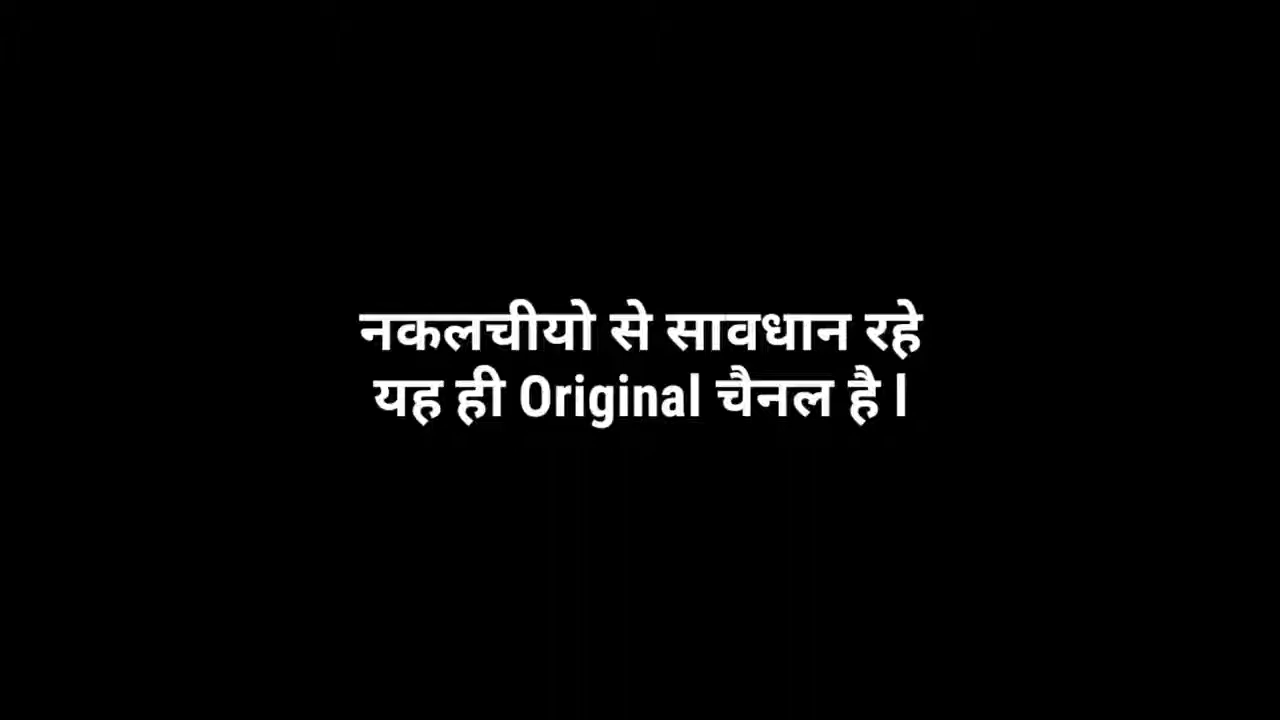 नकलचीयो से सावधान रहे
यह ही Original चैनल है l